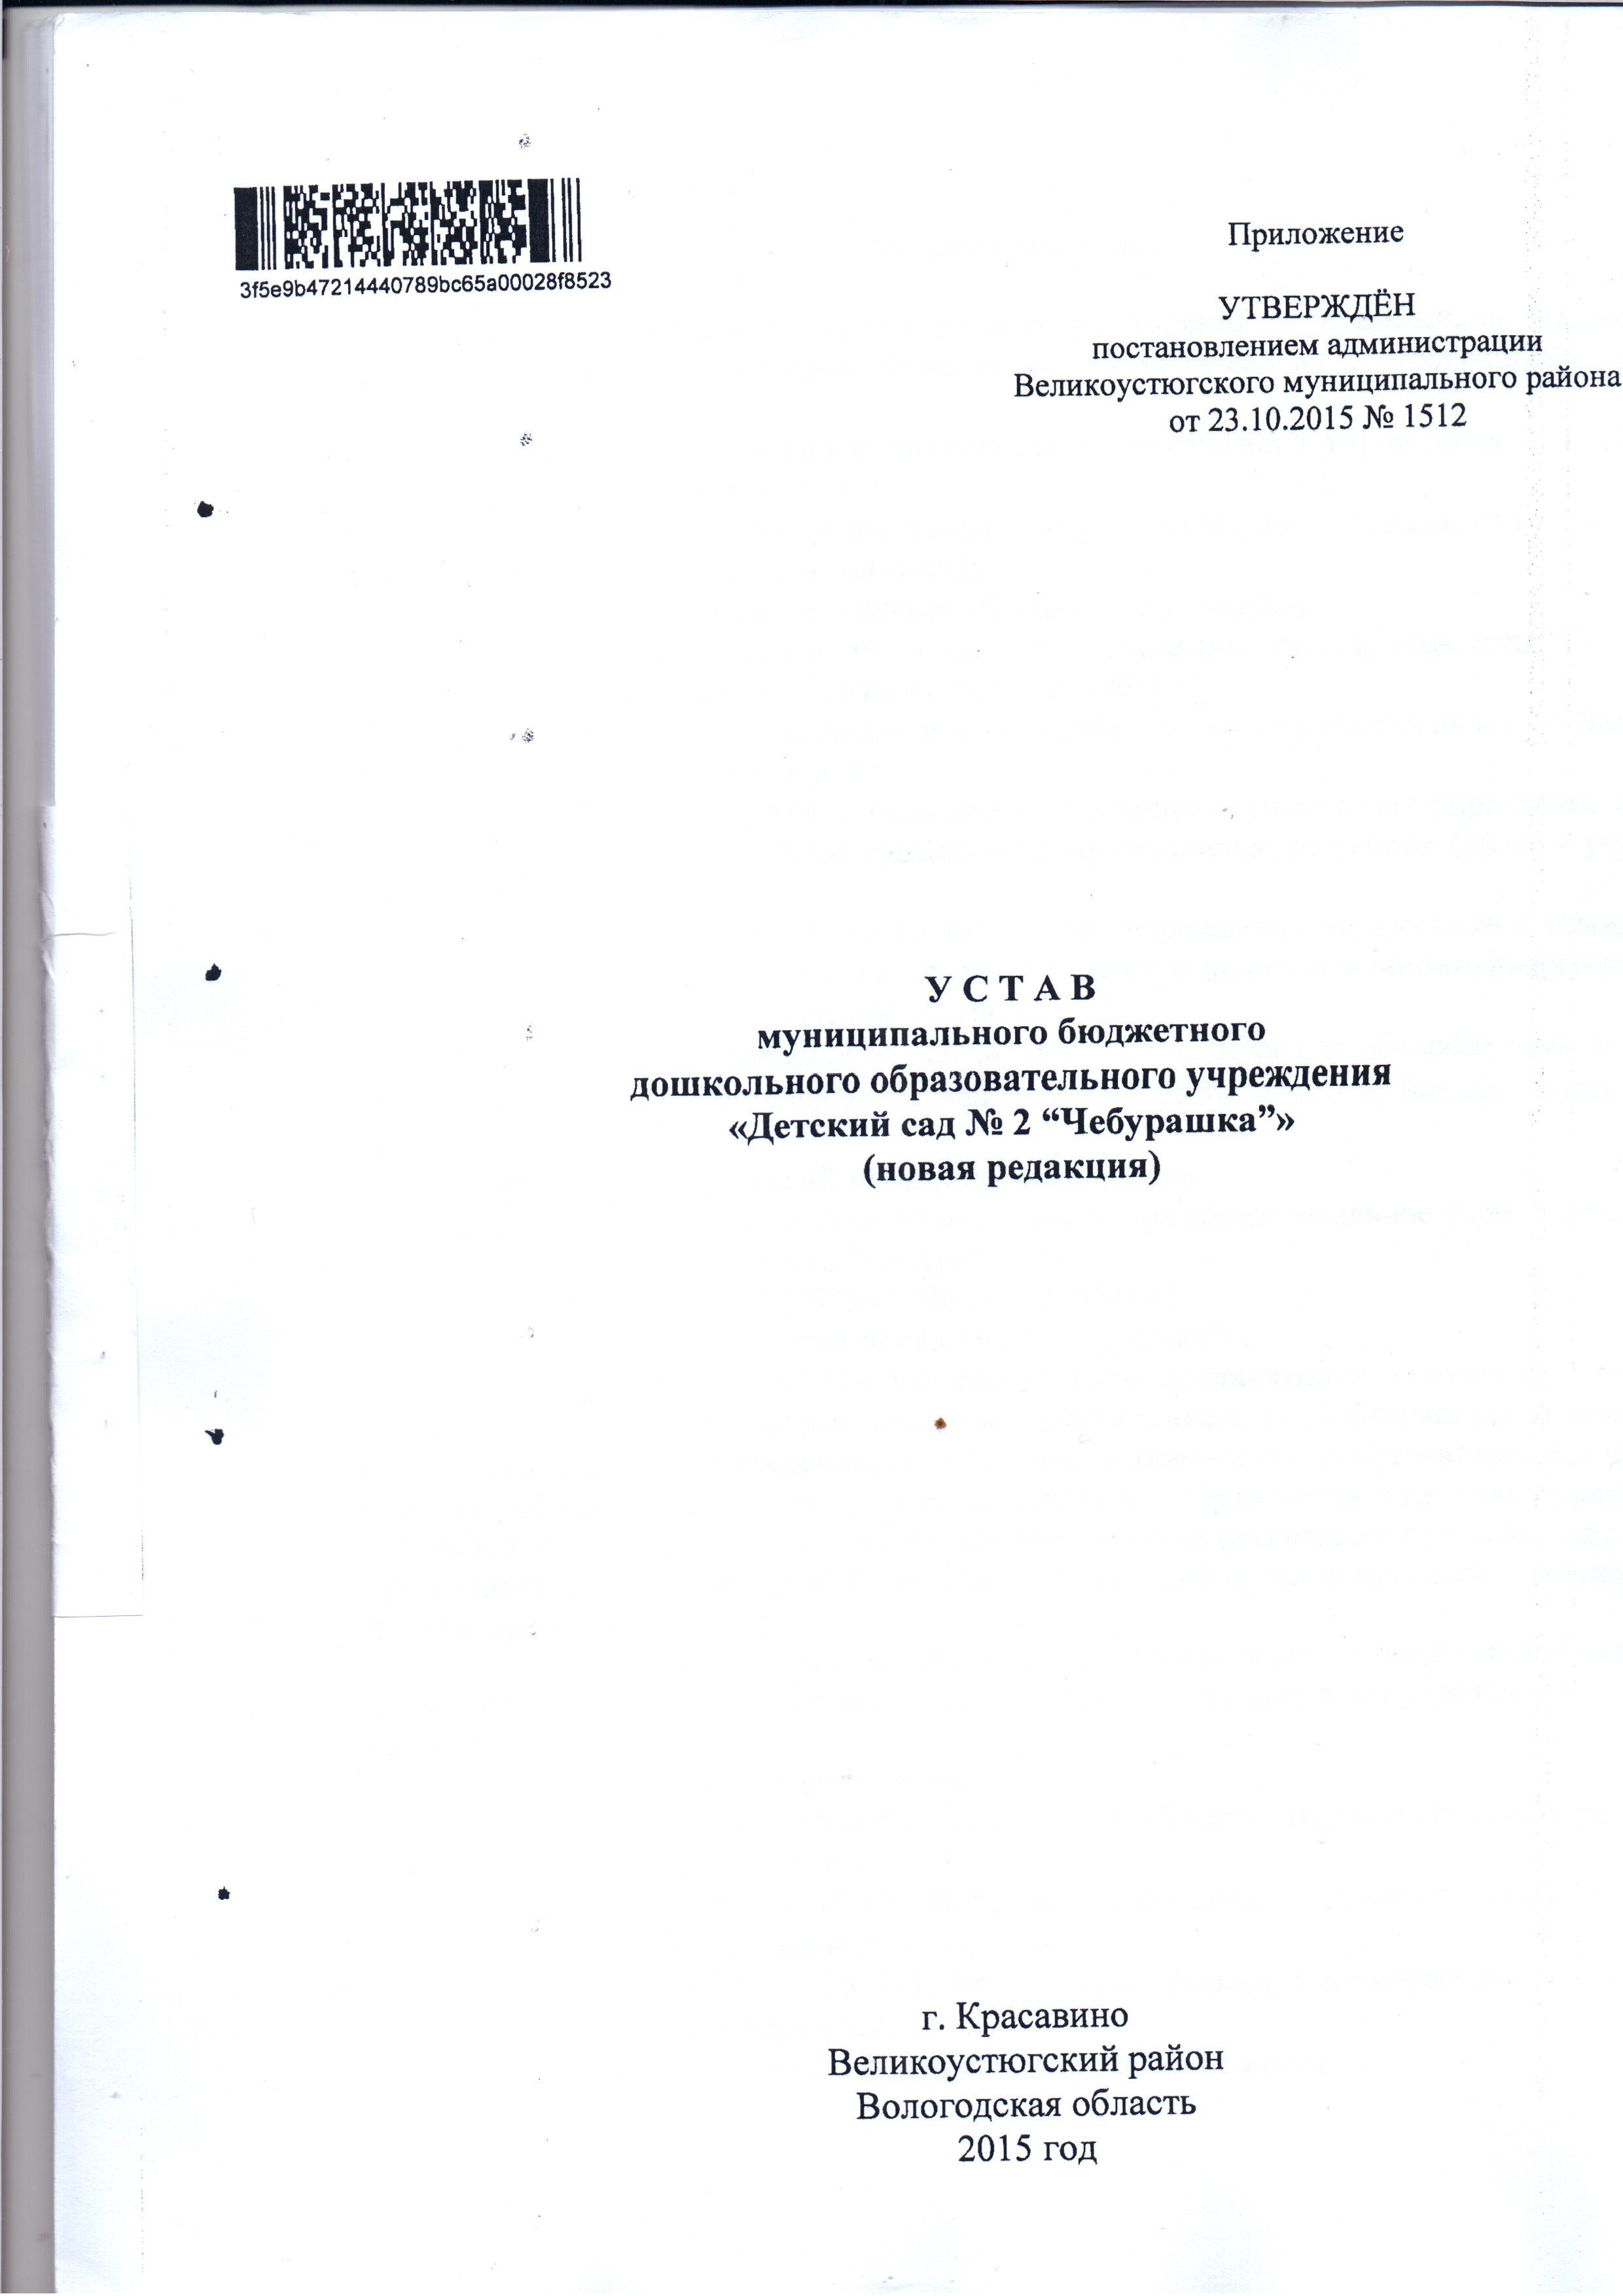 3f5e9b47214440789bc65a00028f8523
Приложение
УТВЕРЖДЁН
постановлением администрации
Великоустюгского муниципального района
от 23.10.2015 № 1512
У С Т А В
муниципального бюджетного
дошкольного образовательного учреждения
«Детский сад № 2 “Чебурашка”»
(новая редакция)
г. Красавино
Великоустюгский район
Вологодская область
2015 год